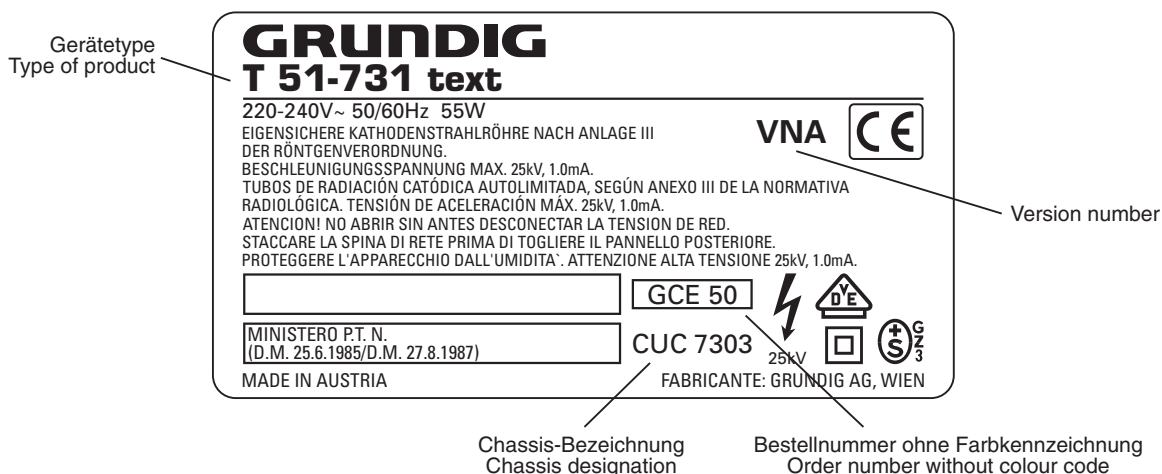 Gerätetype
Type of product
GRUNDIG
T 51-731 text
220-240V~ 50/60Hz 55W
EIGENSICHERE KATHODENSTRAHLRÖHRE NACH ANLAGE III
DER RÖNTGENVERORDNUNG.
BESCHLEUNIGUNGSSPANNUNG MAX. 25kV, 1.0mA.
TUBOS DE RADIACIÓN CATÓDICA AUTOLIMITADA, SEGÚN ANEXO III DE LA NORMATIVA
RADIOLÓGICA. TENSIÓN DE ACELERACIÓN MÁX. 25kV, 1.0mA.
ATENCION! NO ABRIR SIN ANTES DESCONECTAR LA TENSION DE RED.
STACCARE LA SPINA DI RETE PRIMA DI TOGLIERE IL PANNELLO POSTERIORE.
PROTEGGERE L'APPARECCHIO DALL'UMIDITA`. ATTENZIONE ALTA TENSIONE 25kV, 1.0mA.
VNA CE
Version number
GCE 50
DVE
MINISTERO P.T. N.
(D.M. 25.6.1985/D.M. 27.8.1987)
CUC 7303
25kV
+S
GZ3
MADE IN AUSTRIA
FABRICANTE: GRUNDIG AG, WIEN
Chassis-Bezeichnung
Chassis designation
Bestellnummer ohne Farbkennzeichnung
Order number without colour code